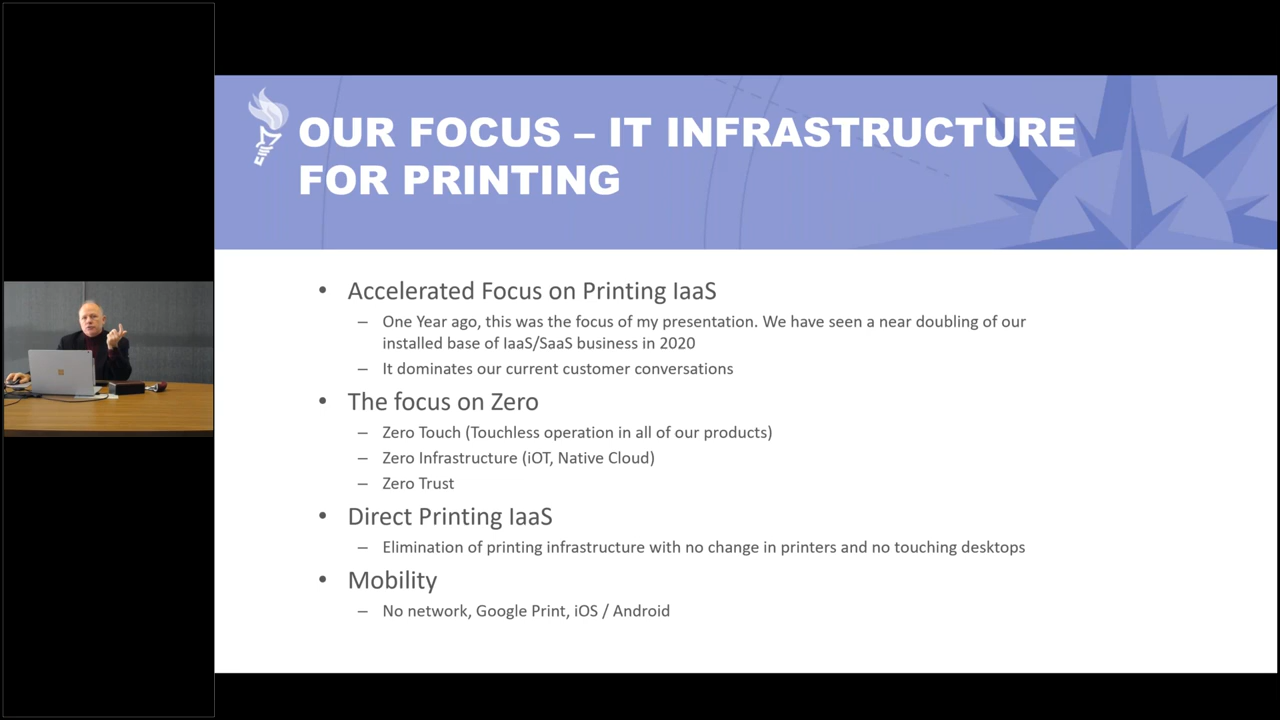 OUR FOCUS – IT INFRASTRUCTURE
FOR PRINTING
• Accelerated Focus on Printing IaaS
– One Year ago, this was the focus of my presentation. We have seen a near doubling of our
installed base of IaaS/SaaS business in 2020
– It dominates our current customer conversations
• The focus on Zero
– Zero Touch (Touchless operation in all of our products)
– Zero Infrastructure (iOT, Native Cloud)
– Zero Trust
• Direct Printing IaaS
– Elimination of printing infrastructure with no change in printers and no touching desktops
• Mobility
– No network, Google Print, iOS / Android